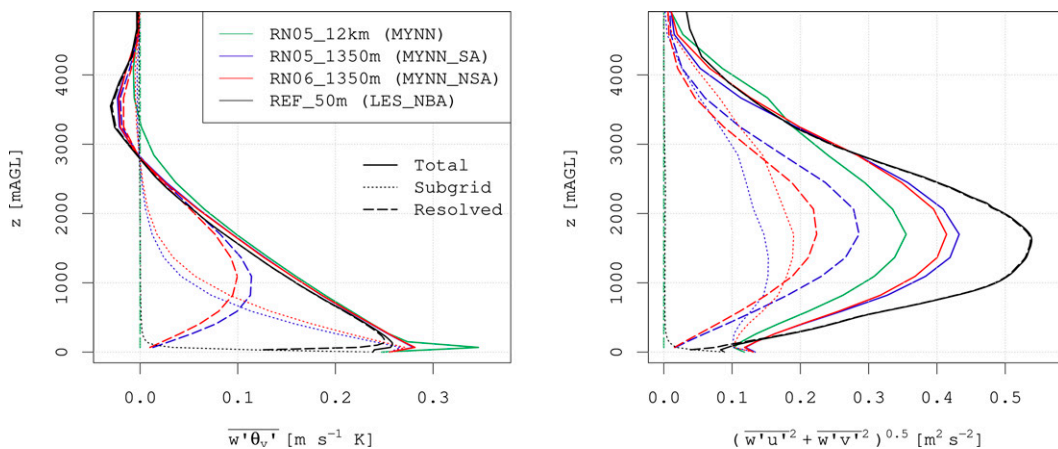 RN05_12km (MYNN)
RN05_1350m (MYNN_SA)
RN06_1350m (MYNN_NSA)
REF_50m (LES_NBA)
Total
Subgrid
Resolved
z [mAGL]
0
1000
2000
3000
4000
0.0
0.1
0.2
0.3
w'θᵥ' [m s⁻¹ K]
z [mAGL]
0
1000
2000
3000
4000
0.0
0.1
0.2
0.3
0.4
0.5
0.6
(w'u'² + w'v'²)⁰·⁵ [m² s⁻²]